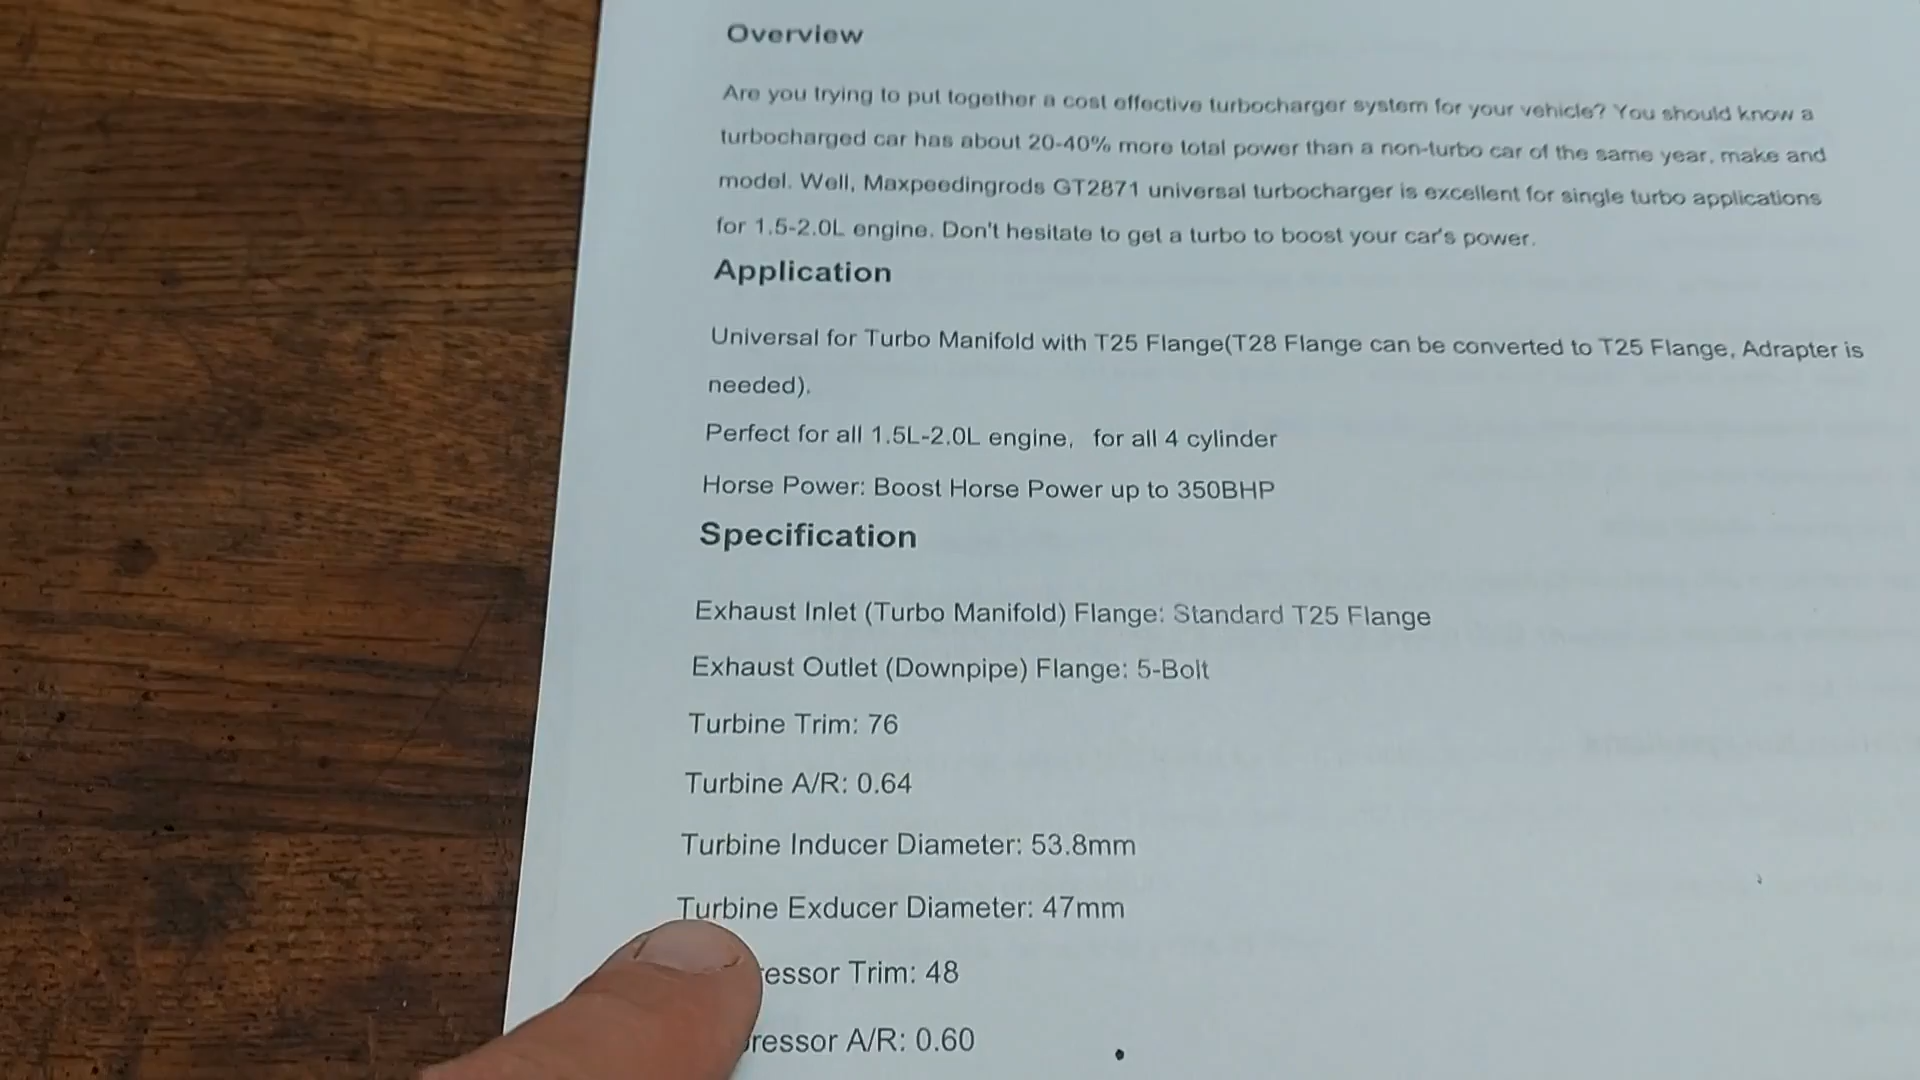 Overview
Are you trying to put together a cost effective turbocharger system for your vehicle? You should know a
turbocharged car has about 20-40% more total power than a non-turbo car of the same year, make and
model. Well, Maxpeedingrods GT2871 universal turbocharger is excellent for single turbo applications
for 1.5-2.0L engine. Don't hesitate to get a turbo to boost your car's power.
Application
Universal for Turbo Manifold with T25 Flange(T28 Flange can be converted to T25 Flange, Adrapter is
needed).
Perfect for all 1.5L-2.0L engine, for all 4 cylinder
Horse Power: Boost Horse Power up to 350BHP
Specification
Exhaust Inlet (Turbo Manifold) Flange: Standard T25 Flange
Exhaust Outlet (Downpipe) Flange: 5-Bolt
Turbine Trim: 76
Turbine A/R: 0.64
Turbine Inducer Diameter: 53.8mm
Turbine Exducer Diameter: 47mm
essor Trim: 48
ressor A/R: 0.60